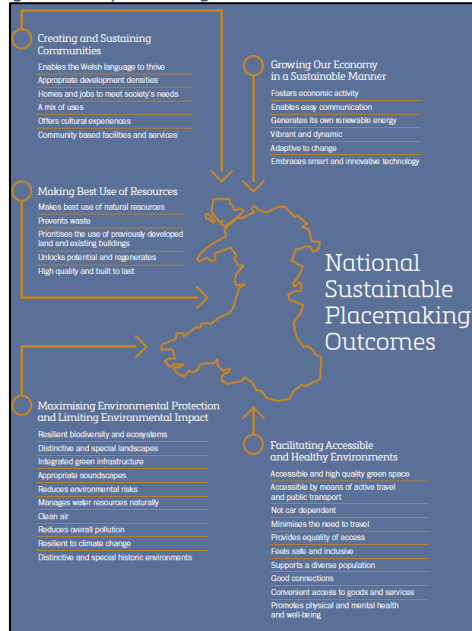 Creating and Sustaining
Communities
Enables the Welsh language to thrive
Appropriate development densities
Homes and jobs to meet society's needs
A mix of uses
Offers cultural experiences
Community based facilities and services
Growing Our Economy
in a Sustainable Manner
Fosters economic activity
Enables easy communication
Generates its own renewable energy
Vibrant and dynamic
Adaptive to change
Embraces smart and innovative technology
Making Best Use of Resources
Makes best use of natural resources
Prevents waste
Prioritises the use of previously developed
land and existing buildings
Unlocks potential and regenerates
High quality and built to last
National
Sustainable
Placemaking
Outcomes
Maximising Environmental Protection
and Limiting Environmental Impact
Resilient biodiversity and ecosystems
Distinctive and special landscapes
Integrated green infrastructure
Appropriate soundscapes
Reduces environmental risks
Manages water resources naturally
Clean air
Reduces overall pollution
Resilient to climate change
Distinctive and special historic environments
Facilitating Accessible
and Healthy Environments
Accessible and high quality green space
Accessible by means of active travel
and public transport
Not car dependent
Minimises the need to travel
Provides equality of access
Feels safe and inclusive
Supports a diverse population
Good connections
Convenient access to goods and services
Promotes physical and mental health
and well-being